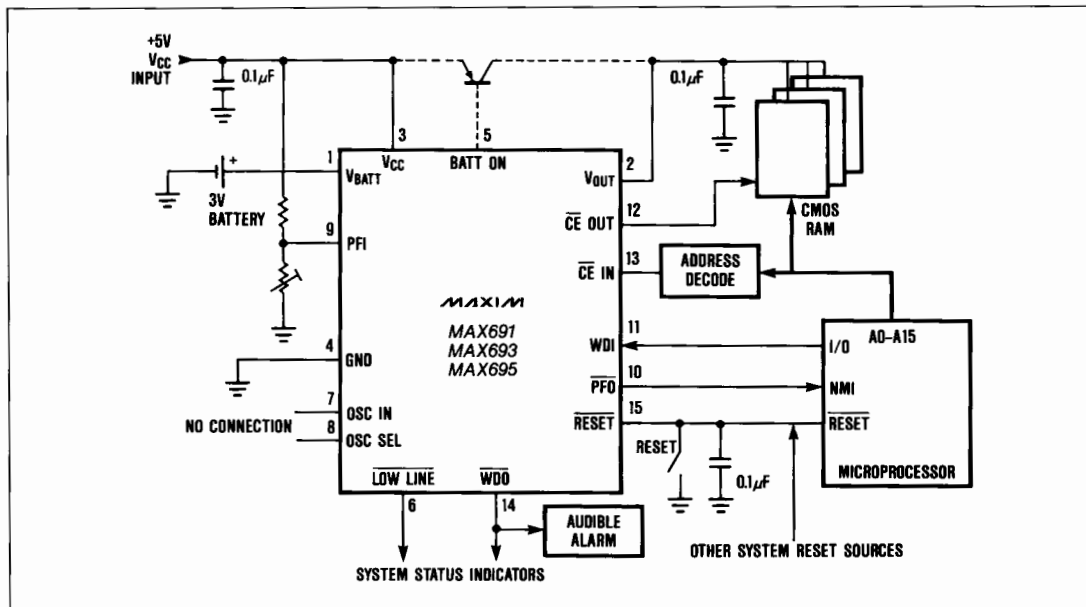 +5V
VCC
INPUT
0.1µF
0.1µF
3
5
1
VCC
BATT ON
2
VBATT
VOUT
+
3V
BATTERY
12
CE OUT
CMOS
RAM
9
PFI
13
CE IN
ADDRESS
DECODE
MAXIM
MAX691
MAX693
MAX695
11
WDI
A0-A15
I/O
4
GND
10
PFO
NMI
7
OSC IN
15
RESET
RESET
RESET
NO CONNECTION
8
OSC SEL
MICROPROCESSOR
0.1µF
LOW LINE
WDO
6
14
AUDIBLE
ALARM
OTHER SYSTEM RESET SOURCES
SYSTEM STATUS INDICATORS